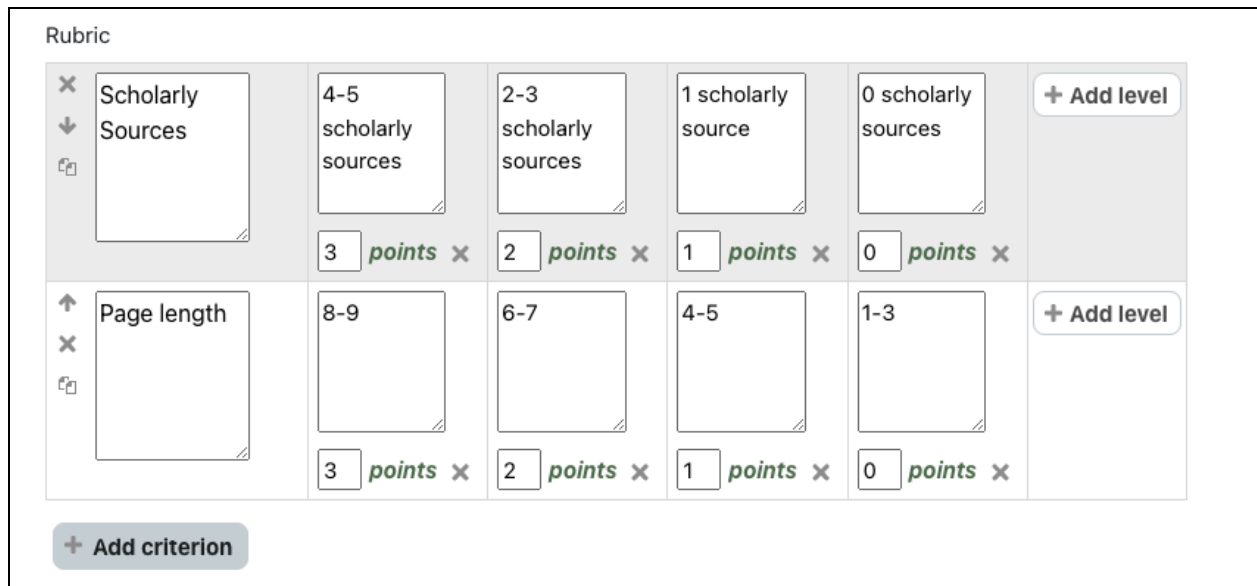 Rubric
Scholarly
Sources
4-5
scholarly
sources
3 points
2-3
scholarly
sources
2 points
1 scholarly
source
1 points
0 scholarly
sources
0 points
+ Add level
Page length
8-9
3 points
6-7
2 points
4-5
1 points
1-3
0 points
+ Add level
+ Add criterion